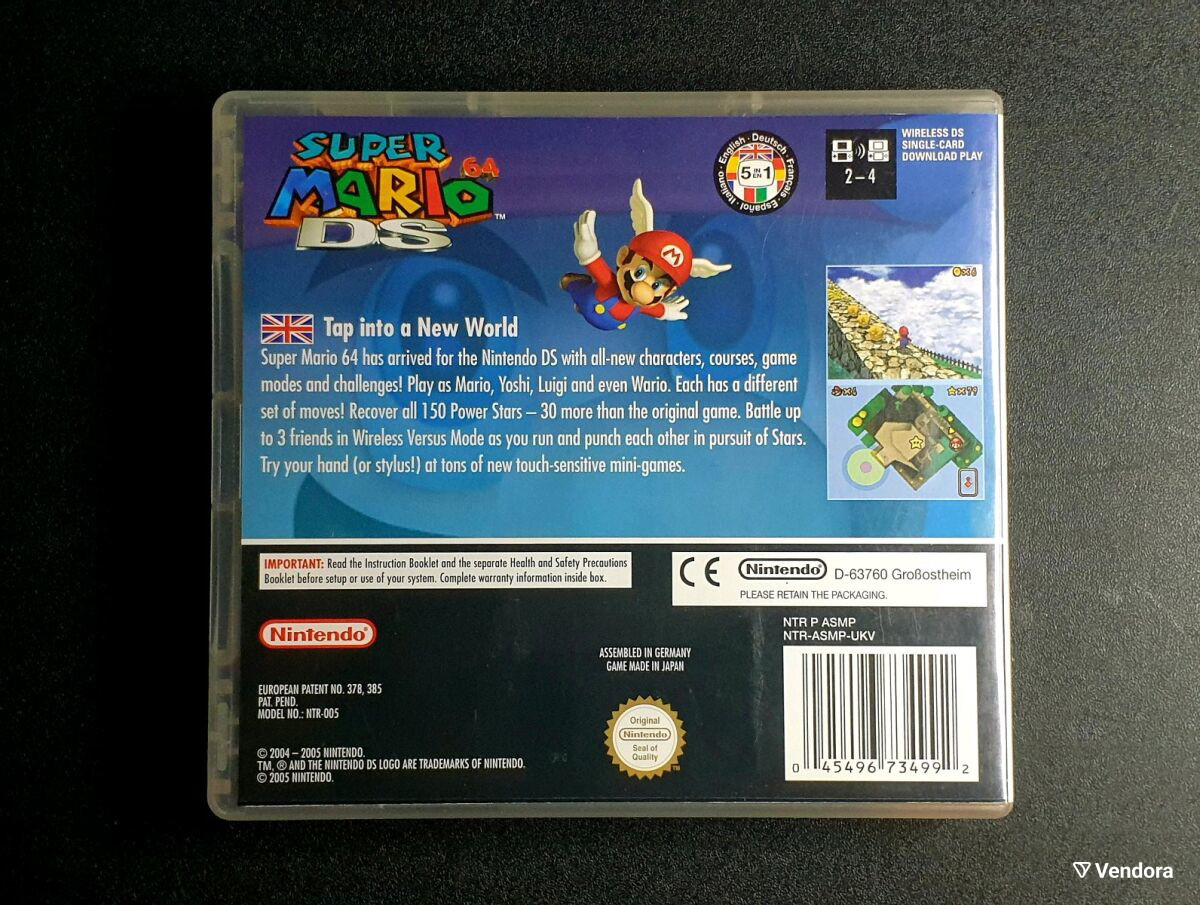 SUPER
MARIO 64 ™
DS
English · Deutsch · Français · Español · Italiano ·
5 IN EN 1
WIRELESS DS
SINGLE-CARD
DOWNLOAD PLAY
2–4
M
×6
×6
×79
Tap into a New World
Super Mario 64 has arrived for the Nintendo DS with all-new characters, courses, game
modes and challenges! Play as Mario, Yoshi, Luigi and even Wario. Each has a different
set of moves! Recover all 150 Power Stars – 30 more than the original game. Battle up
to 3 friends in Wireless Versus Mode as you run and punch each other in pursuit of Stars.
Try your hand (or stylus!) at tons of new touch-sensitive mini-games.
IMPORTANT: Read the Instruction Booklet and the separate Health and Safety Precautions
Booklet before setup or use of your system. Complete warranty information inside box.
CE Nintendo® D-63760 Großostheim
PLEASE RETAIN THE PACKAGING.
Nintendo®
NTR P ASMP
NTR-ASMP-UKV
ASSEMBLED IN GERMANY
GAME MADE IN JAPAN
EUROPEAN PATENT NO. 378, 385
PAT. PEND.
MODEL NO.: NTR-005
Original
Nintendo
Seal of
Quality
™
© 2004 – 2005 NINTENDO.
TM, ® AND THE NINTENDO DS LOGO ARE TRADEMARKS OF NINTENDO.
© 2005 NINTENDO.
0 45496 73499 2
Vendora